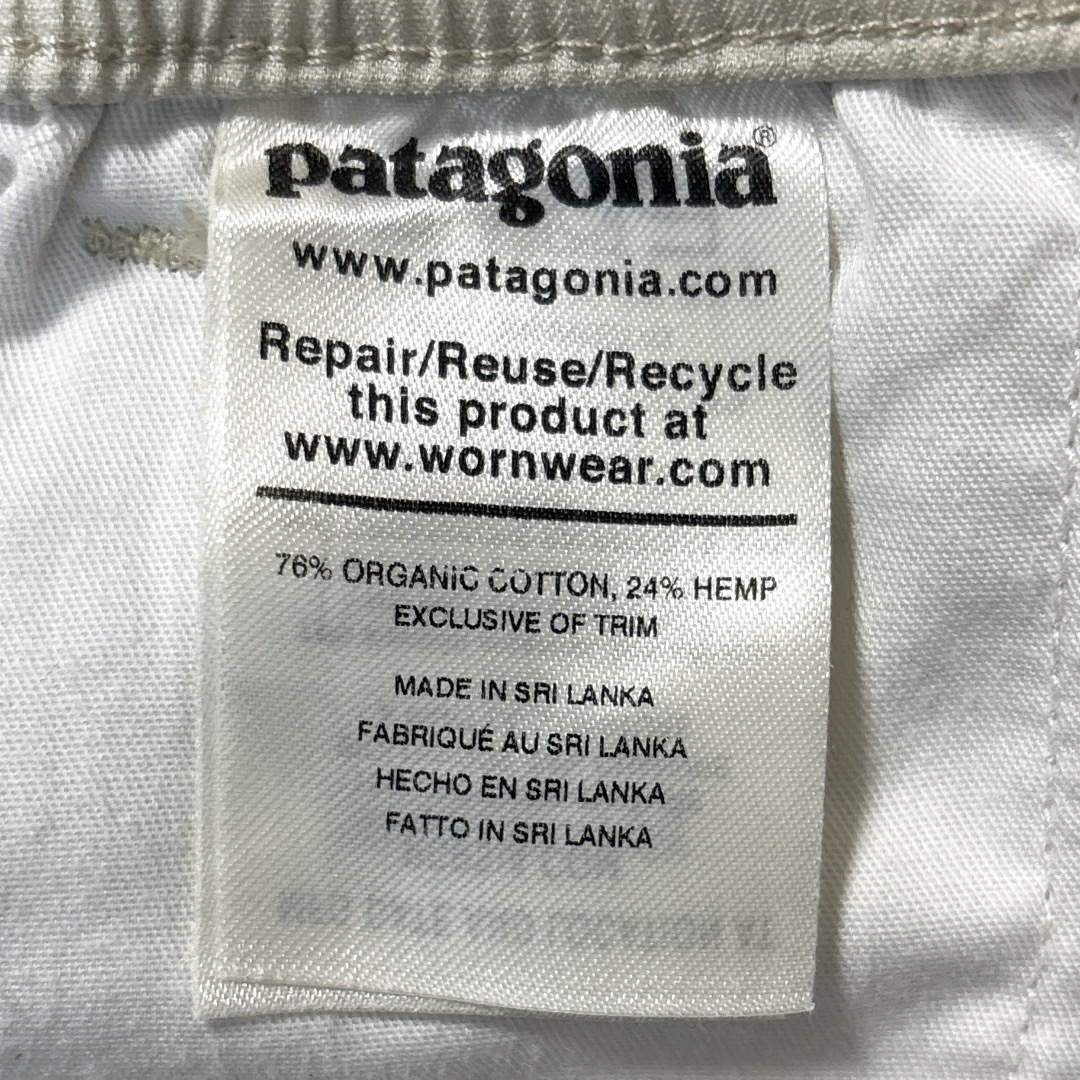 patagonia®
www.patagonia.com
Repair/Reuse/Recycle
this product at
www.wornwear.com
76% ORGANIC COTTON, 24% HEMP
EXCLUSIVE OF TRIM
MADE IN SRI LANKA
FABRIQUÉ AU SRI LANKA
HECHO EN SRI LANKA
FATTO IN SRI LANKA